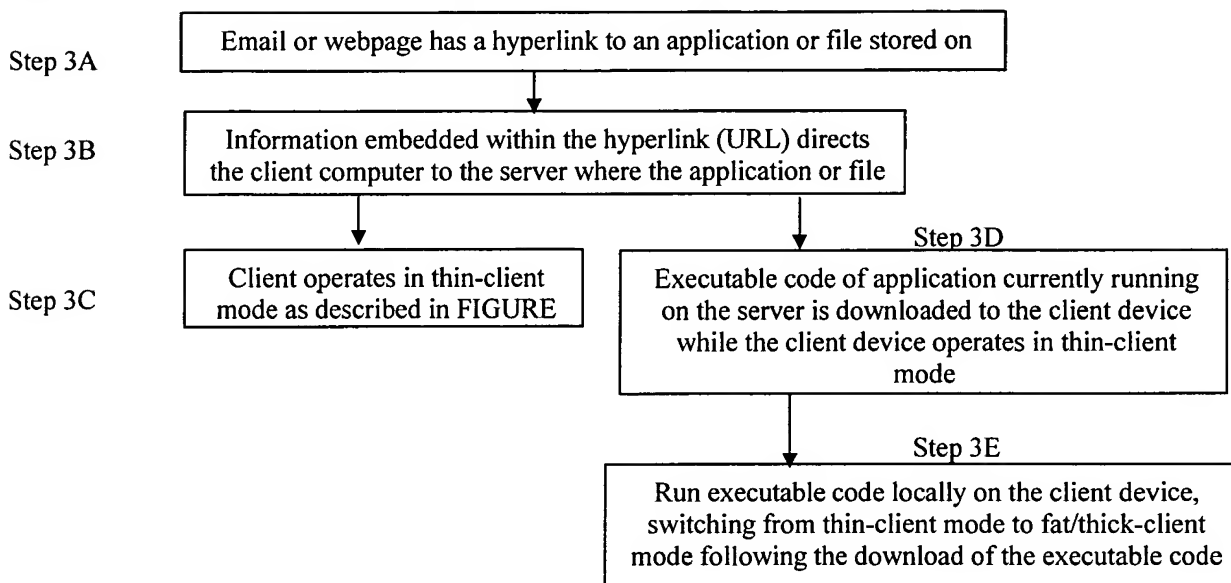 Step 3A
Email or webpage has a hyperlink to an application or file stored on
Step 3B
Information embedded within the hyperlink (URL) directs
the client computer to the server where the application or file
Step 3C
Client operates in thin-client
mode as described in FIGURE
Step 3D
Executable code of application currently running
on the server is downloaded to the client device
while the client device operates in thin-client
mode
Step 3E
Run executable code locally on the client device,
switching from thin-client mode to fat/thick-client
mode following the download of the executable code